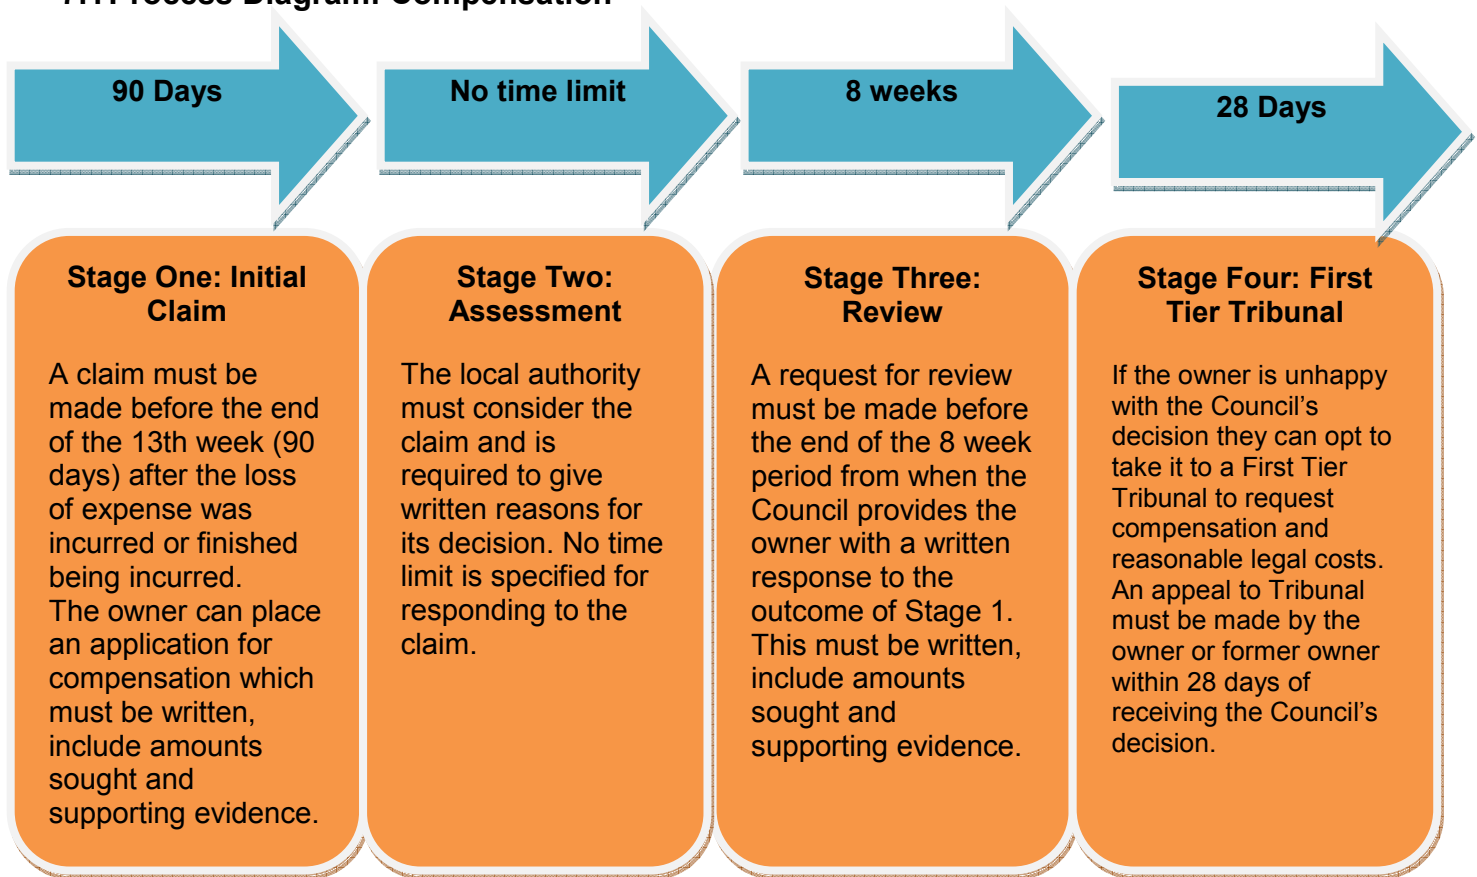 7.1 Process Diagram: Compensation
90 Days
No time limit
8 weeks
28 Days
Stage One: Initial
Claim
A claim must be
made before the end
of the 13th week (90
days) after the loss
of expense was
incurred or finished
being incurred.
The owner can place
an application for
compensation which
must be written,
include amounts
sought and
supporting evidence.
Stage Two:
Assessment
The local authority
must consider the
claim and is
required to give
written reasons for
its decision. No time
limit is specified for
responding to the
claim.
Stage Three:
Review
A request for review
must be made before
the end of the 8 week
period from when the
Council provides the
owner with a written
response to the
outcome of Stage 1.
This must be written,
include amounts
sought and
supporting evidence.
Stage Four: First
Tier Tribunal
If the owner is unhappy
with the Council’s
decision they can opt to
take it to a First Tier
Tribunal to request
compensation and
reasonable legal costs.
An appeal to Tribunal
must be made by the
owner or former owner
within 28 days of
receiving the Council’s
decision.